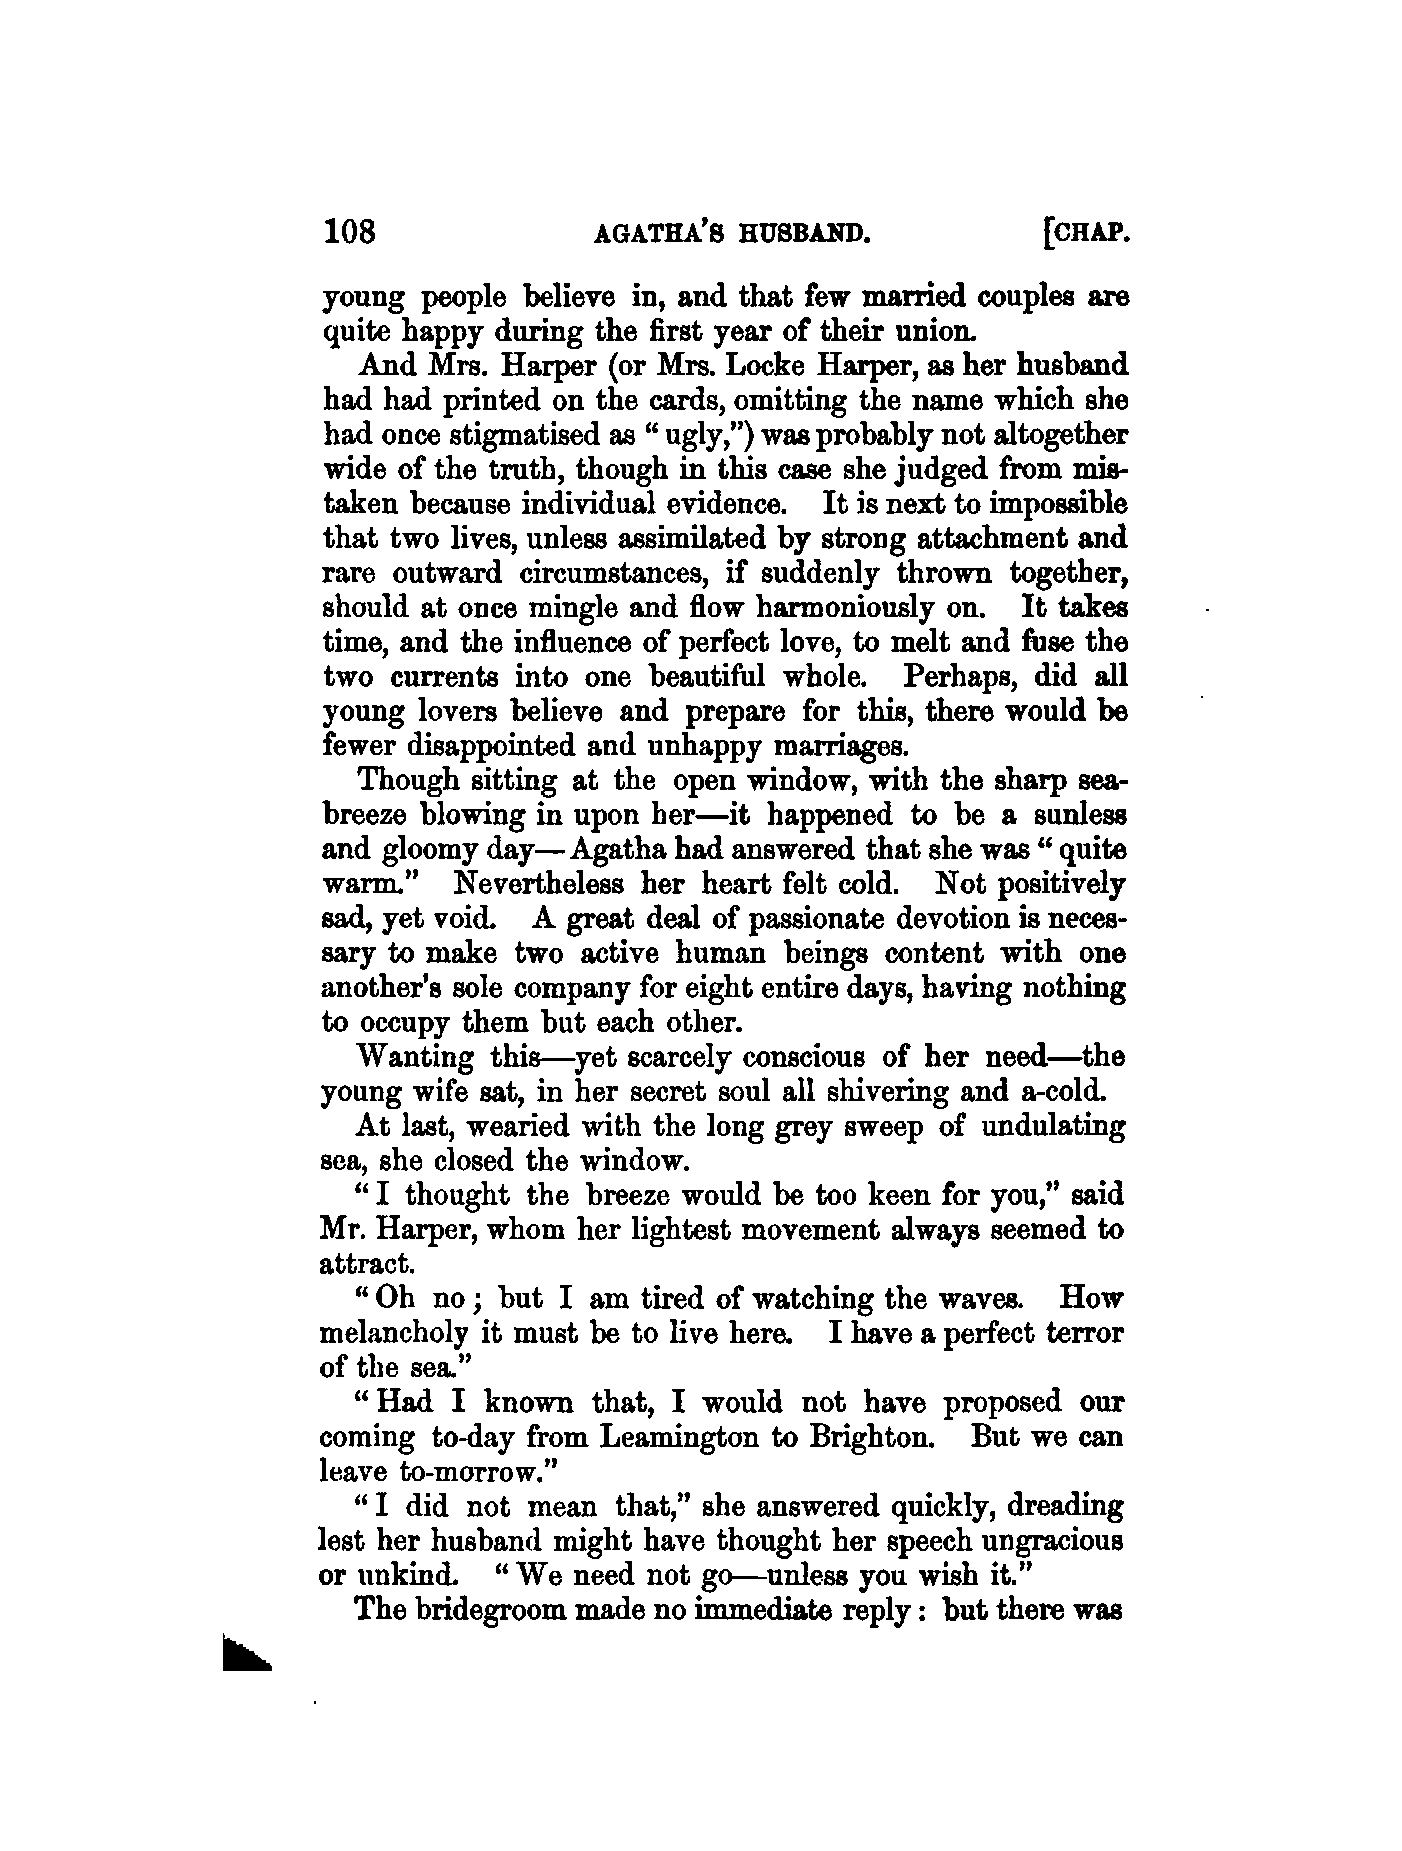 108 AGATHA'S HUSBAND. [CHAP.
young people believe in, and that few married couples are
quite happy during the first year of their union.
And Mrs. Harper (or Mrs. Locke Harper, as her husband
had had printed on the cards, omitting the name which she
had once stigmatised as “ugly,”) was probably not altogether
wide of the truth, though in this case she judged from mis-
taken because individual evidence. It is next to impossible
that two lives, unless assimilated by strong attachment and
rare outward circumstances, if suddenly thrown together,
should at once mingle and flow harmoniously on. It takes
time, and the influence of perfect love, to melt and fuse the
two currents into one beautiful whole. Perhaps, did all
young lovers believe and prepare for this, there would be
fewer disappointed and unhappy marriages.
Though sitting at the open window, with the sharp sea-
breeze blowing in upon her—it happened to be a sunless
and gloomy day—Agatha had answered that she was “quite
warm.” Nevertheless her heart felt cold. Not positively
sad, yet void. A great deal of passionate devotion is neces-
sary to make two active human beings content with one
another's sole company for eight entire days, having nothing
to occupy them but each other.
Wanting this—yet scarcely conscious of her need—the
young wife sat, in her secret soul all shivering and a-cold.
At last, wearied with the long grey sweep of undulating
sea, she closed the window.
“I thought the breeze would be too keen for you,” said
Mr. Harper, whom her lightest movement always seemed to
attract.
“Oh no; but I am tired of watching the waves. How
melancholy it must be to live here. I have a perfect terror
of the sea.”
“Had I known that, I would not have proposed our
coming to-day from Leamington to Brighton. But we can
leave to-morrow.”
“I did not mean that,” she answered quickly, dreading
lest her husband might have thought her speech ungracious
or unkind. “We need not go—unless you wish it.”
The bridegroom made no immediate reply: but there was